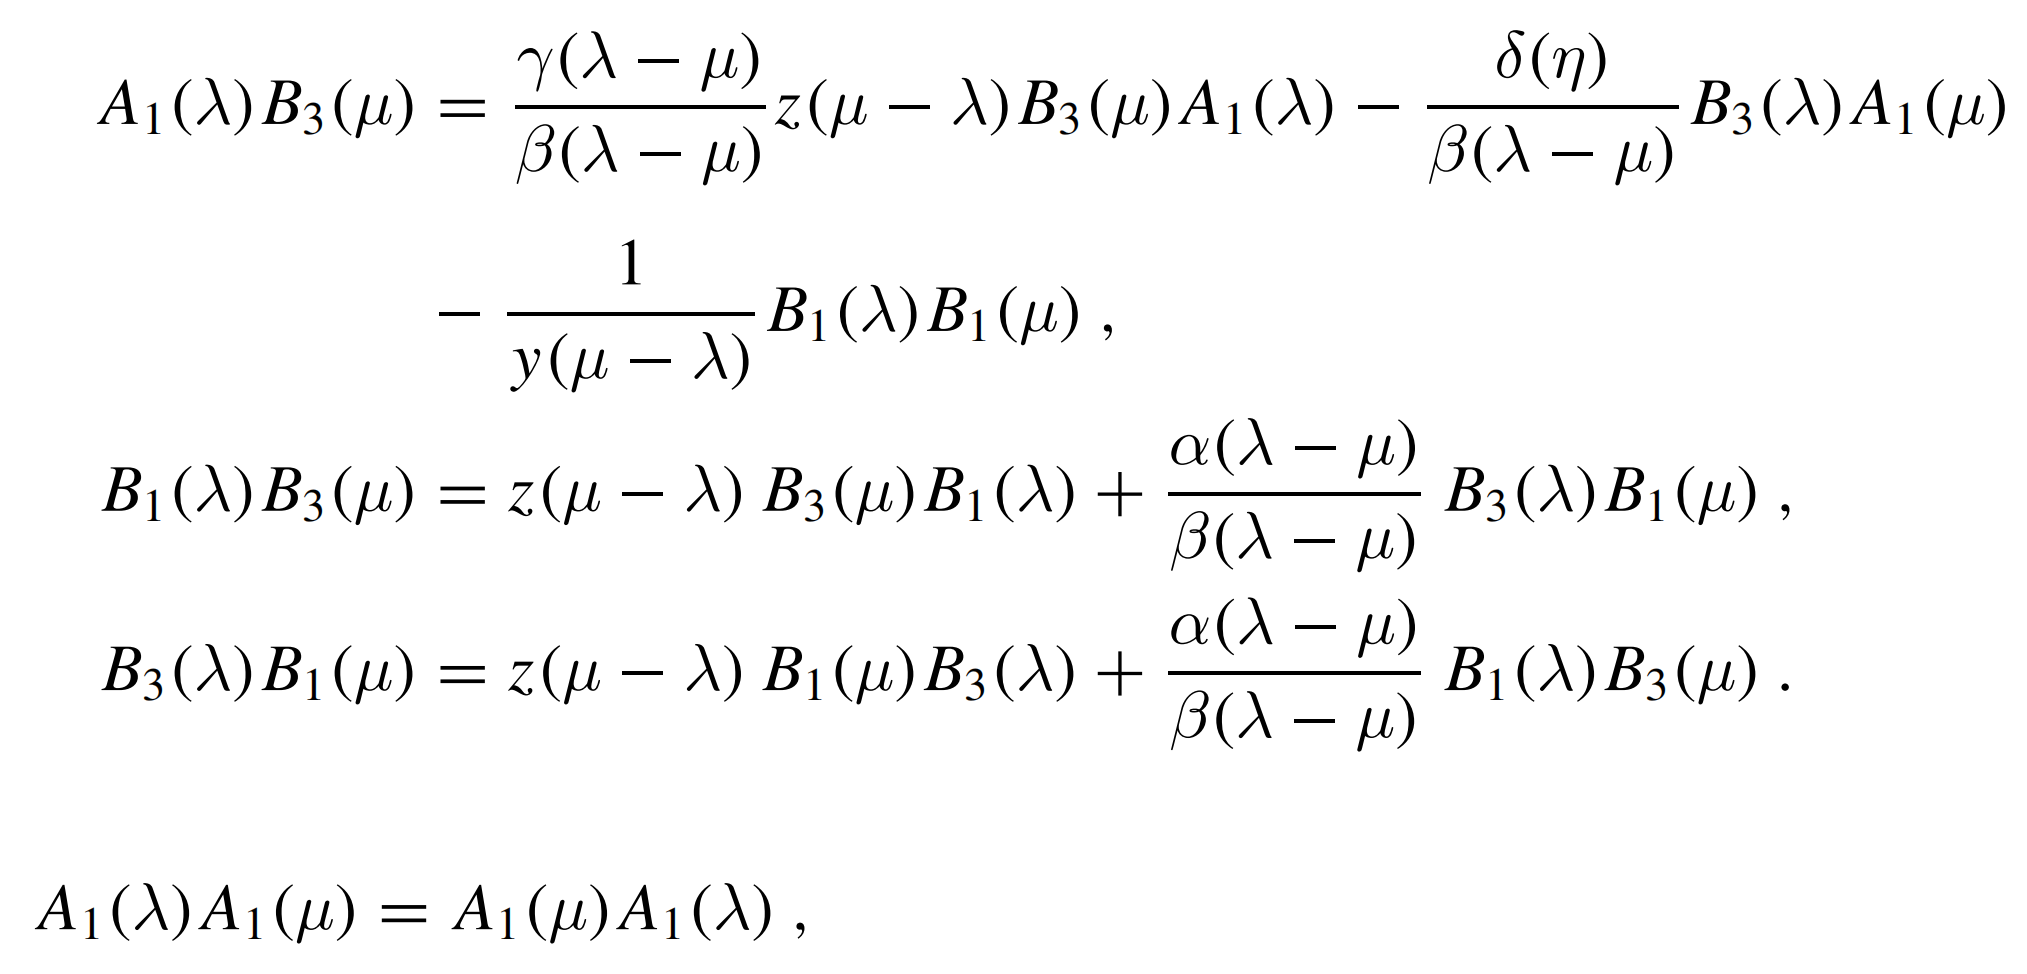 $A_1(\lambda)B_3(\mu) = \frac{\gamma(\lambda-\mu)}{\beta(\lambda-\mu)} z(\mu-\lambda)B_3(\mu)A_1(\lambda) - \frac{\delta(\eta)}{\beta(\lambda-\mu)} B_3(\lambda)A_1(\mu)$
$- \frac{1}{y(\mu-\lambda)} B_1(\lambda)B_1(\mu) \; ,$
$B_1(\lambda)B_3(\mu) = z(\mu-\lambda) \, B_3(\mu)B_1(\lambda) + \frac{\alpha(\lambda-\mu)}{\beta(\lambda-\mu)} \, B_3(\lambda)B_1(\mu) \; ,$
$B_3(\lambda)B_1(\mu) = z(\mu-\lambda) \, B_1(\mu)B_3(\lambda) + \frac{\alpha(\lambda-\mu)}{\beta(\lambda-\mu)} \, B_1(\lambda)B_3(\mu) \; .$
$A_1(\lambda)A_1(\mu) = A_1(\mu)A_1(\lambda) \; ,$